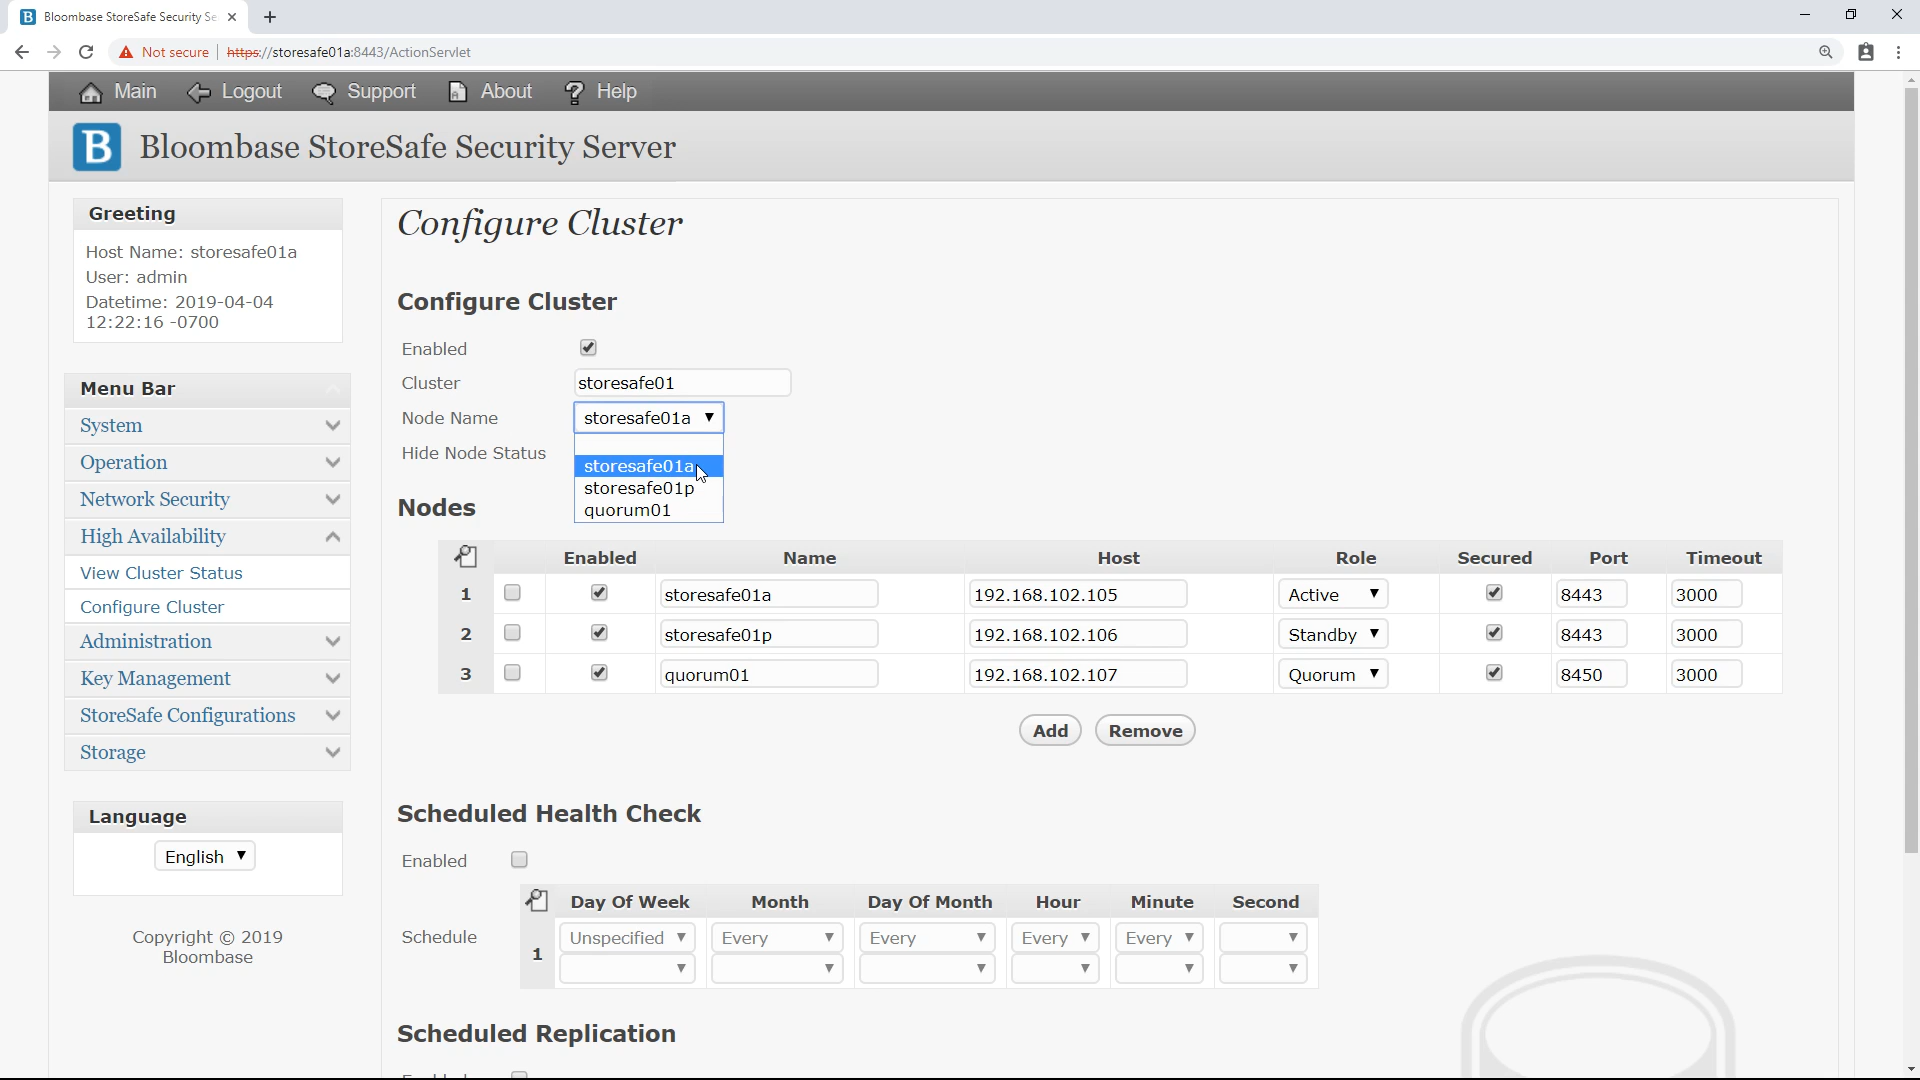 Bloombase StoreSafe Security Se
Not secure https://storesafe01a:8443/ActionServlet
Main Logout Support About Help
B Bloombase StoreSafe Security Server
Greeting
Host Name: storesafe01a
User: admin
Datetime: 2019-04-04
12:22:16 -0700
Menu Bar
System
Operation
Network Security
High Availability
View Cluster Status
Configure Cluster
Administration
Key Management
StoreSafe Configurations
Storage
Language
English
Copyright © 2019
Bloombase
Configure Cluster
Configure Cluster
Enabled
Cluster storesafe01
Node Name storesafe01a
Hide Node Status
storesafe01a
storesafe01p
quorum01
Nodes
Enabled Name Host Role Secured Port Timeout
1 storesafe01a 192.168.102.105 Active 8443 3000
2 storesafe01p 192.168.102.106 Standby 8443 3000
3 quorum01 192.168.102.107 Quorum 8450 3000
Add Remove
Scheduled Health Check
Enabled
Day Of Week Month Day Of Month Hour Minute Second
Schedule 1 Unspecified Every Every Every Every
Scheduled Replication